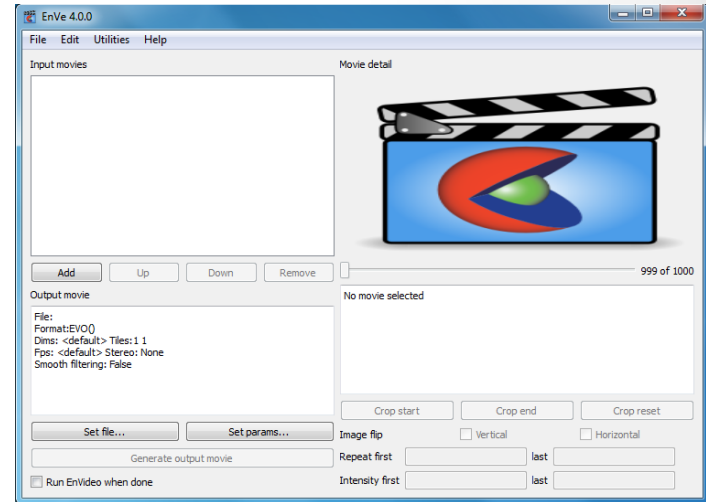 EnVe 4.0.0
File Edit Utilities Help
Input movies
Movie detail
Add Up Down Remove
999 of 1000
Output movie
File:
Format:EVO()
Dims: <default> Tiles:1 1
Fps: <default> Stereo: None
Smooth filtering: False
No movie selected
Crop start Crop end Crop reset
Set file... Set params...
Image flip Vertical Horizontal
Generate output movie
Repeat first last
Run EnVideo when done
Intensity first last